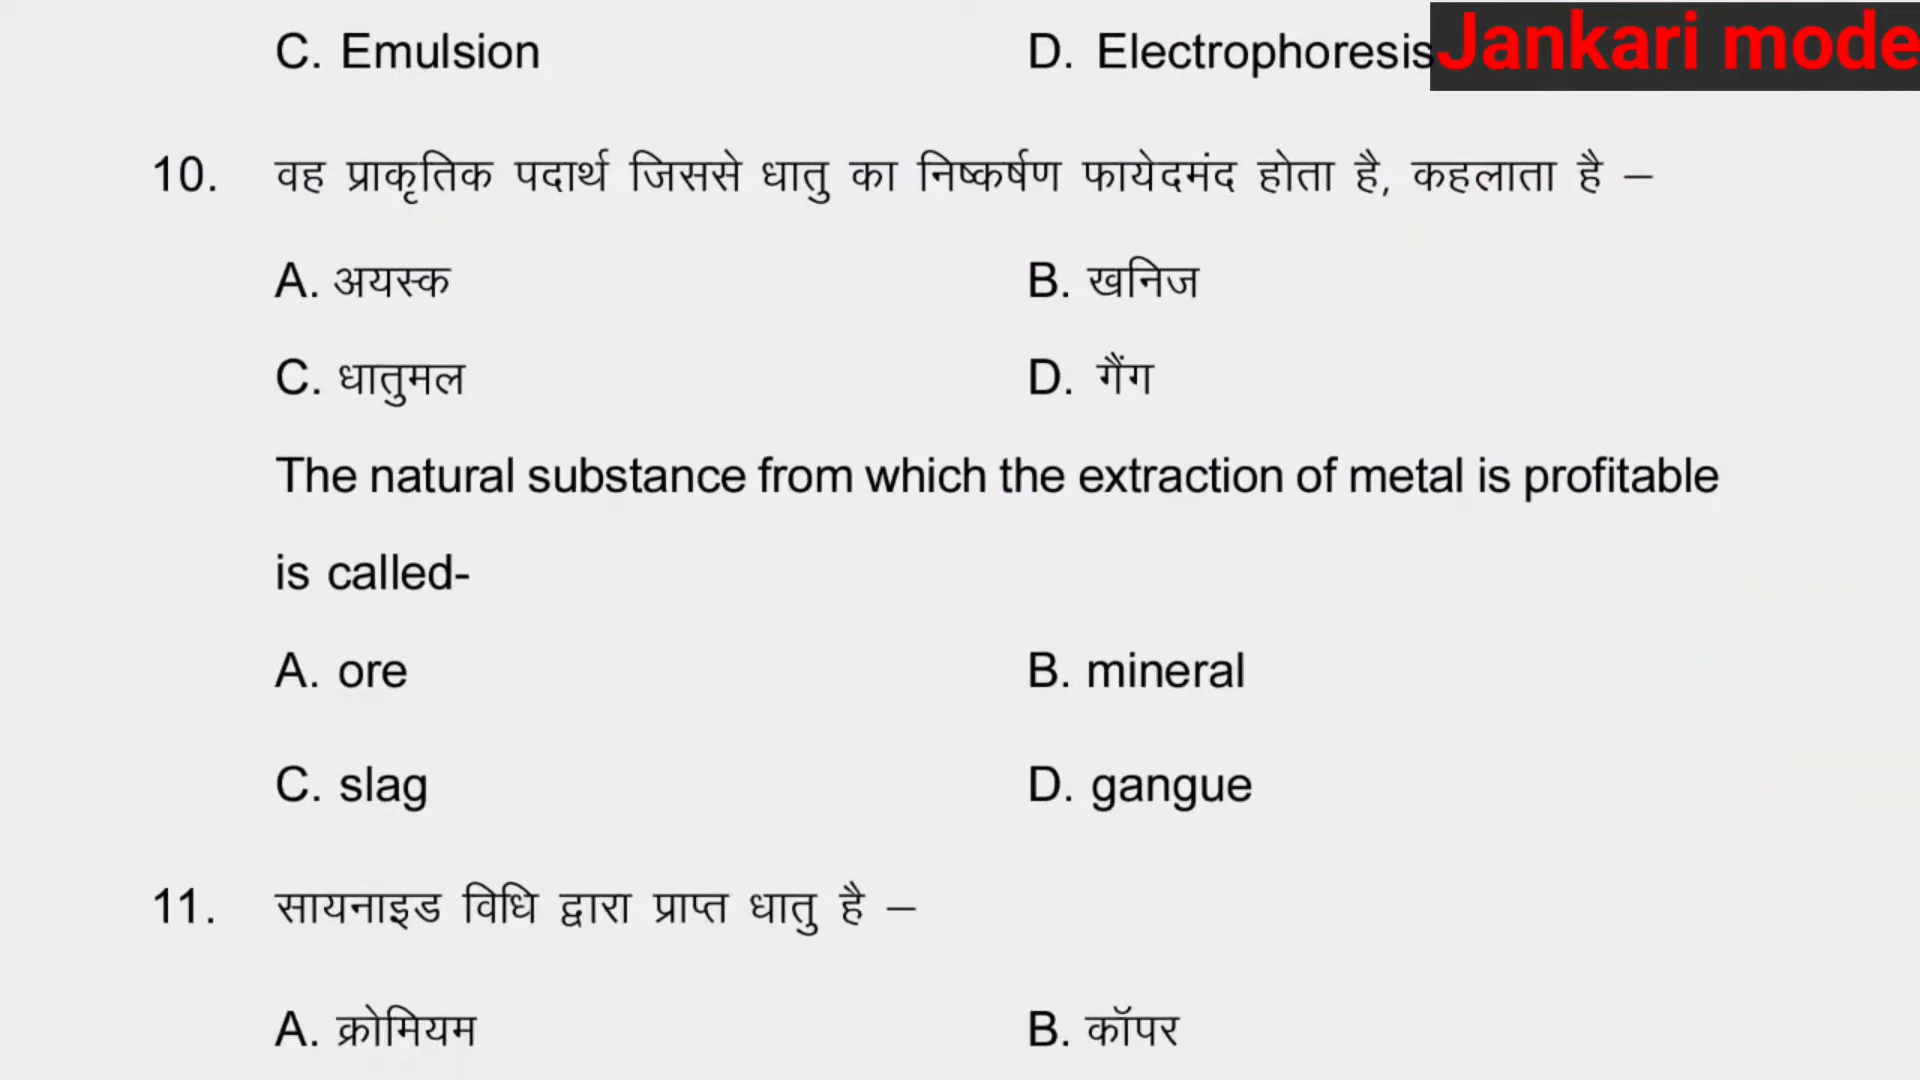 C. Emulsion D. Electrophoresis Jankari mode
10. वह प्राकृतिक पदार्थ जिससे धातु का निष्कर्षण फायेदमंद होता है, कहलाता है –
A. अयस्क B. खनिज
C. धातुमल D. गैंग
The natural substance from which the extraction of metal is profitable
is called-
A. ore B. mineral
C. slag D. gangue
11. सायनाइड विधि द्वारा प्राप्त धातु है –
A. क्रोमियम B. कॉपर